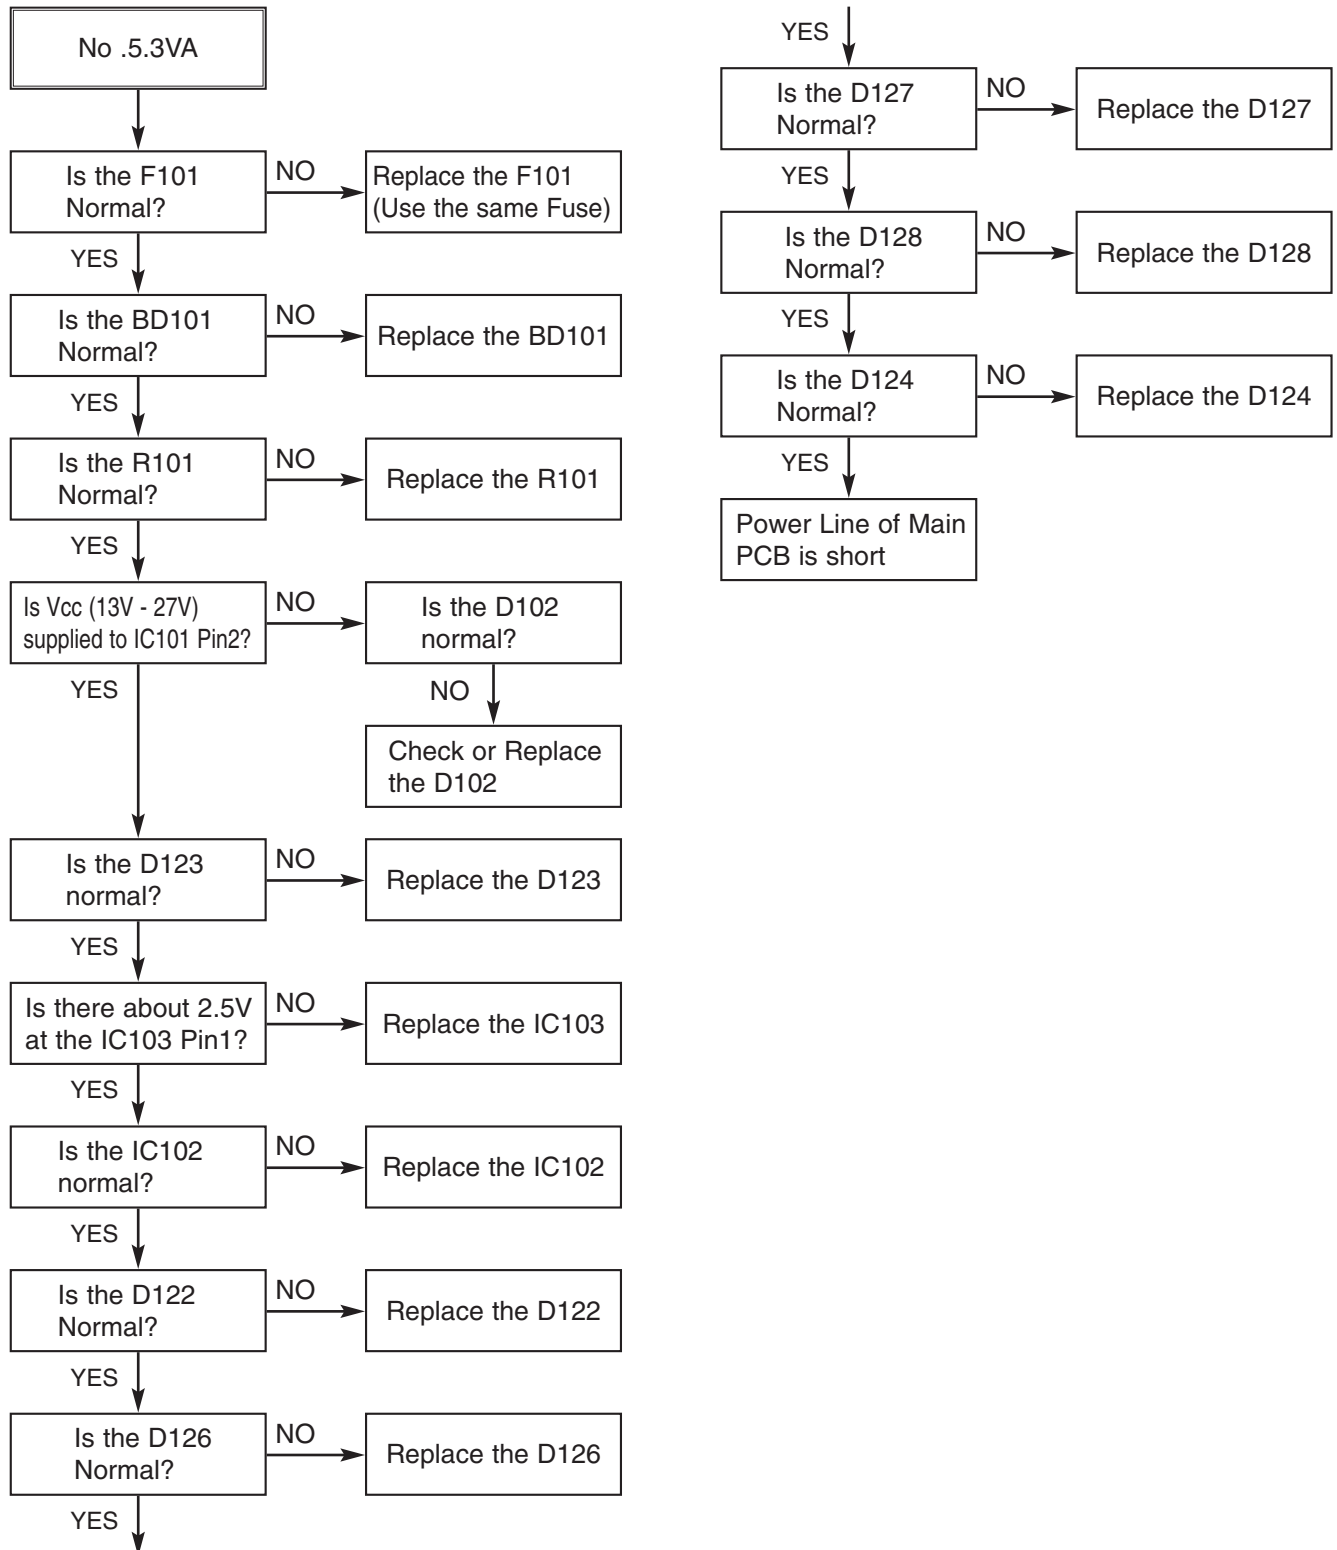 No .5.3VA
Is the F101
Normal?
NO
Replace the F101
(Use the same Fuse)
YES
Is the BD101
Normal?
NO
Replace the BD101
YES
Is the R101
Normal?
NO
Replace the R101
YES
Is Vcc (13V - 27V)
supplied to IC101 Pin2?
NO
Is the D102
normal?
NO
Check or Replace
the D102
YES
Is the D123
normal?
NO
Replace the D123
YES
Is there about 2.5V
at the IC103 Pin1?
NO
Replace the IC103
YES
Is the IC102
normal?
NO
Replace the IC102
YES
Is the D122
Normal?
NO
Replace the D122
YES
Is the D126
Normal?
NO
Replace the D126
YES
YES
Is the D127
Normal?
NO
Replace the D127
YES
Is the D128
Normal?
NO
Replace the D128
YES
Is the D124
Normal?
NO
Replace the D124
YES
Power Line of Main
PCB is short